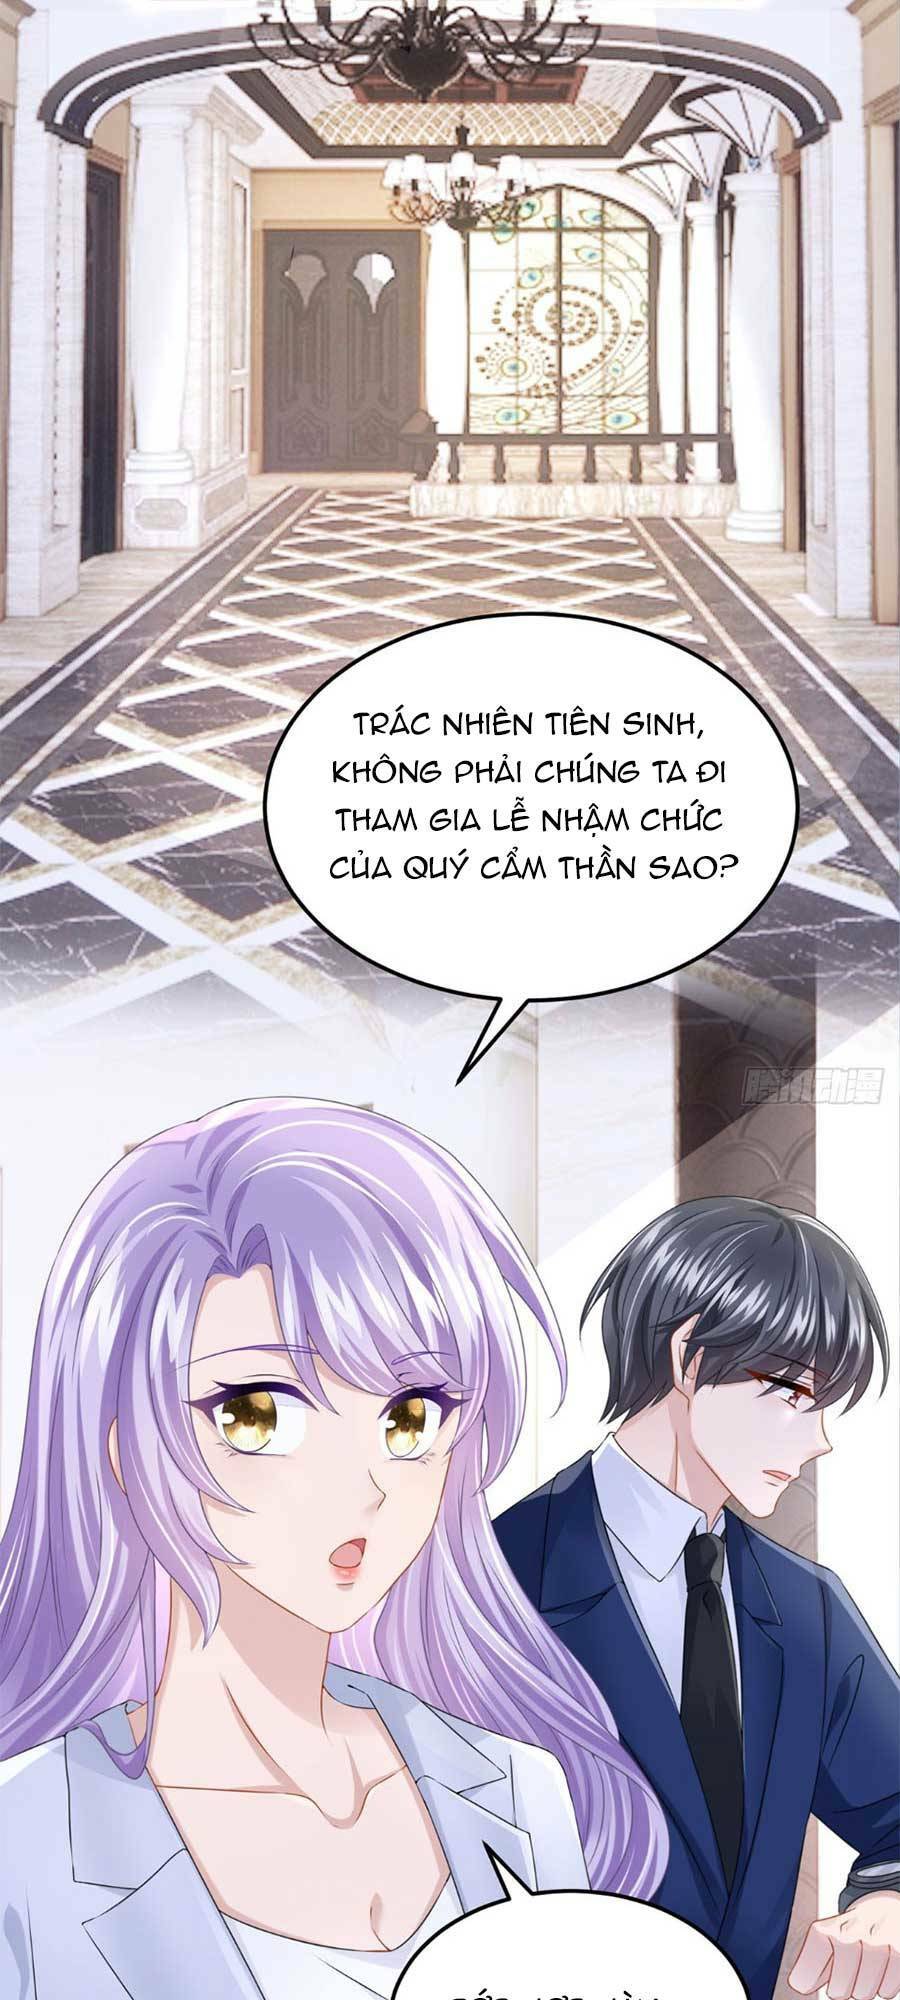 TRÁC NHIÊN TIÊN SINH,
KHÔNG PHẢI CHÚNG TA ĐI
THAM GIA LỄ NHẬM CHỨC
CỦA QUÝ CẨM THẦN SAO?